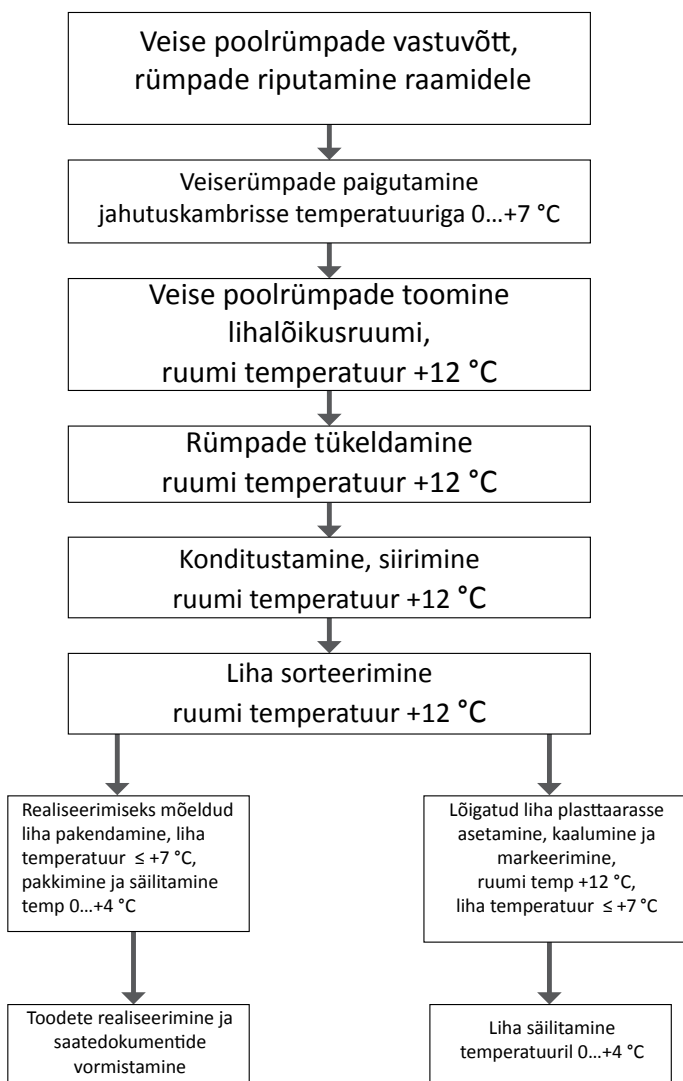 Veise poolrümpade vastuvõtt,
rümpade riputamine raamidele
Veiserümpade paigutamine
jahutuskambrisse temperatuuriga 0...+7 °C
Veise poolrümpade toomine
lihalõikusruumi,
ruumi temperatuur +12 °C
Rümpade tükeldamine
ruumi temperatuur +12 °C
Konditustamine, siirimine
ruumi temperatuur +12 °C
Liha sorteerimine
ruumi temperatuur +12 °C
Realiseerimiseks mõeldud
liha pakendamine, liha
temperatuur ≤ +7 °C,
pakkimine ja säilitamine
temp 0...+4 °C
Lõigatud liha plasttaarasse
asetamine, kaalumine ja
markeerimine,
ruumi temp +12 °C,
liha temperatuur ≤ +7 °C
Toodete realiseerimine ja
saatedokumentide
vormistamine
Liha säilitamine
temperatuuril 0...+4 °C